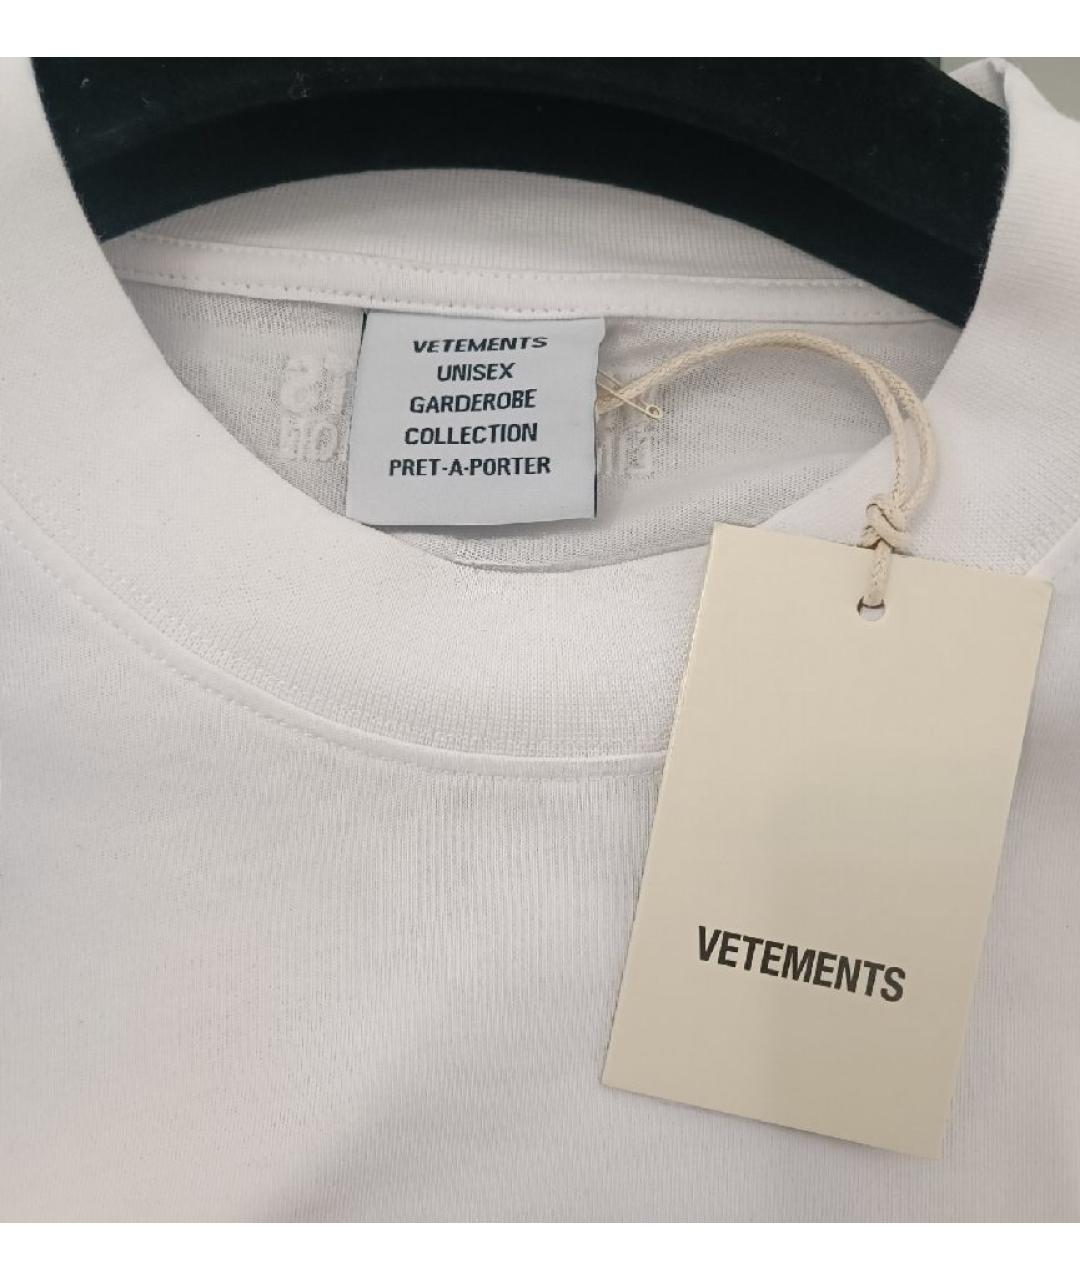 VETEMENTS
UNISEX
GARDEROBE
COLLECTION
PRET-A-PORTER
VETEMENTS